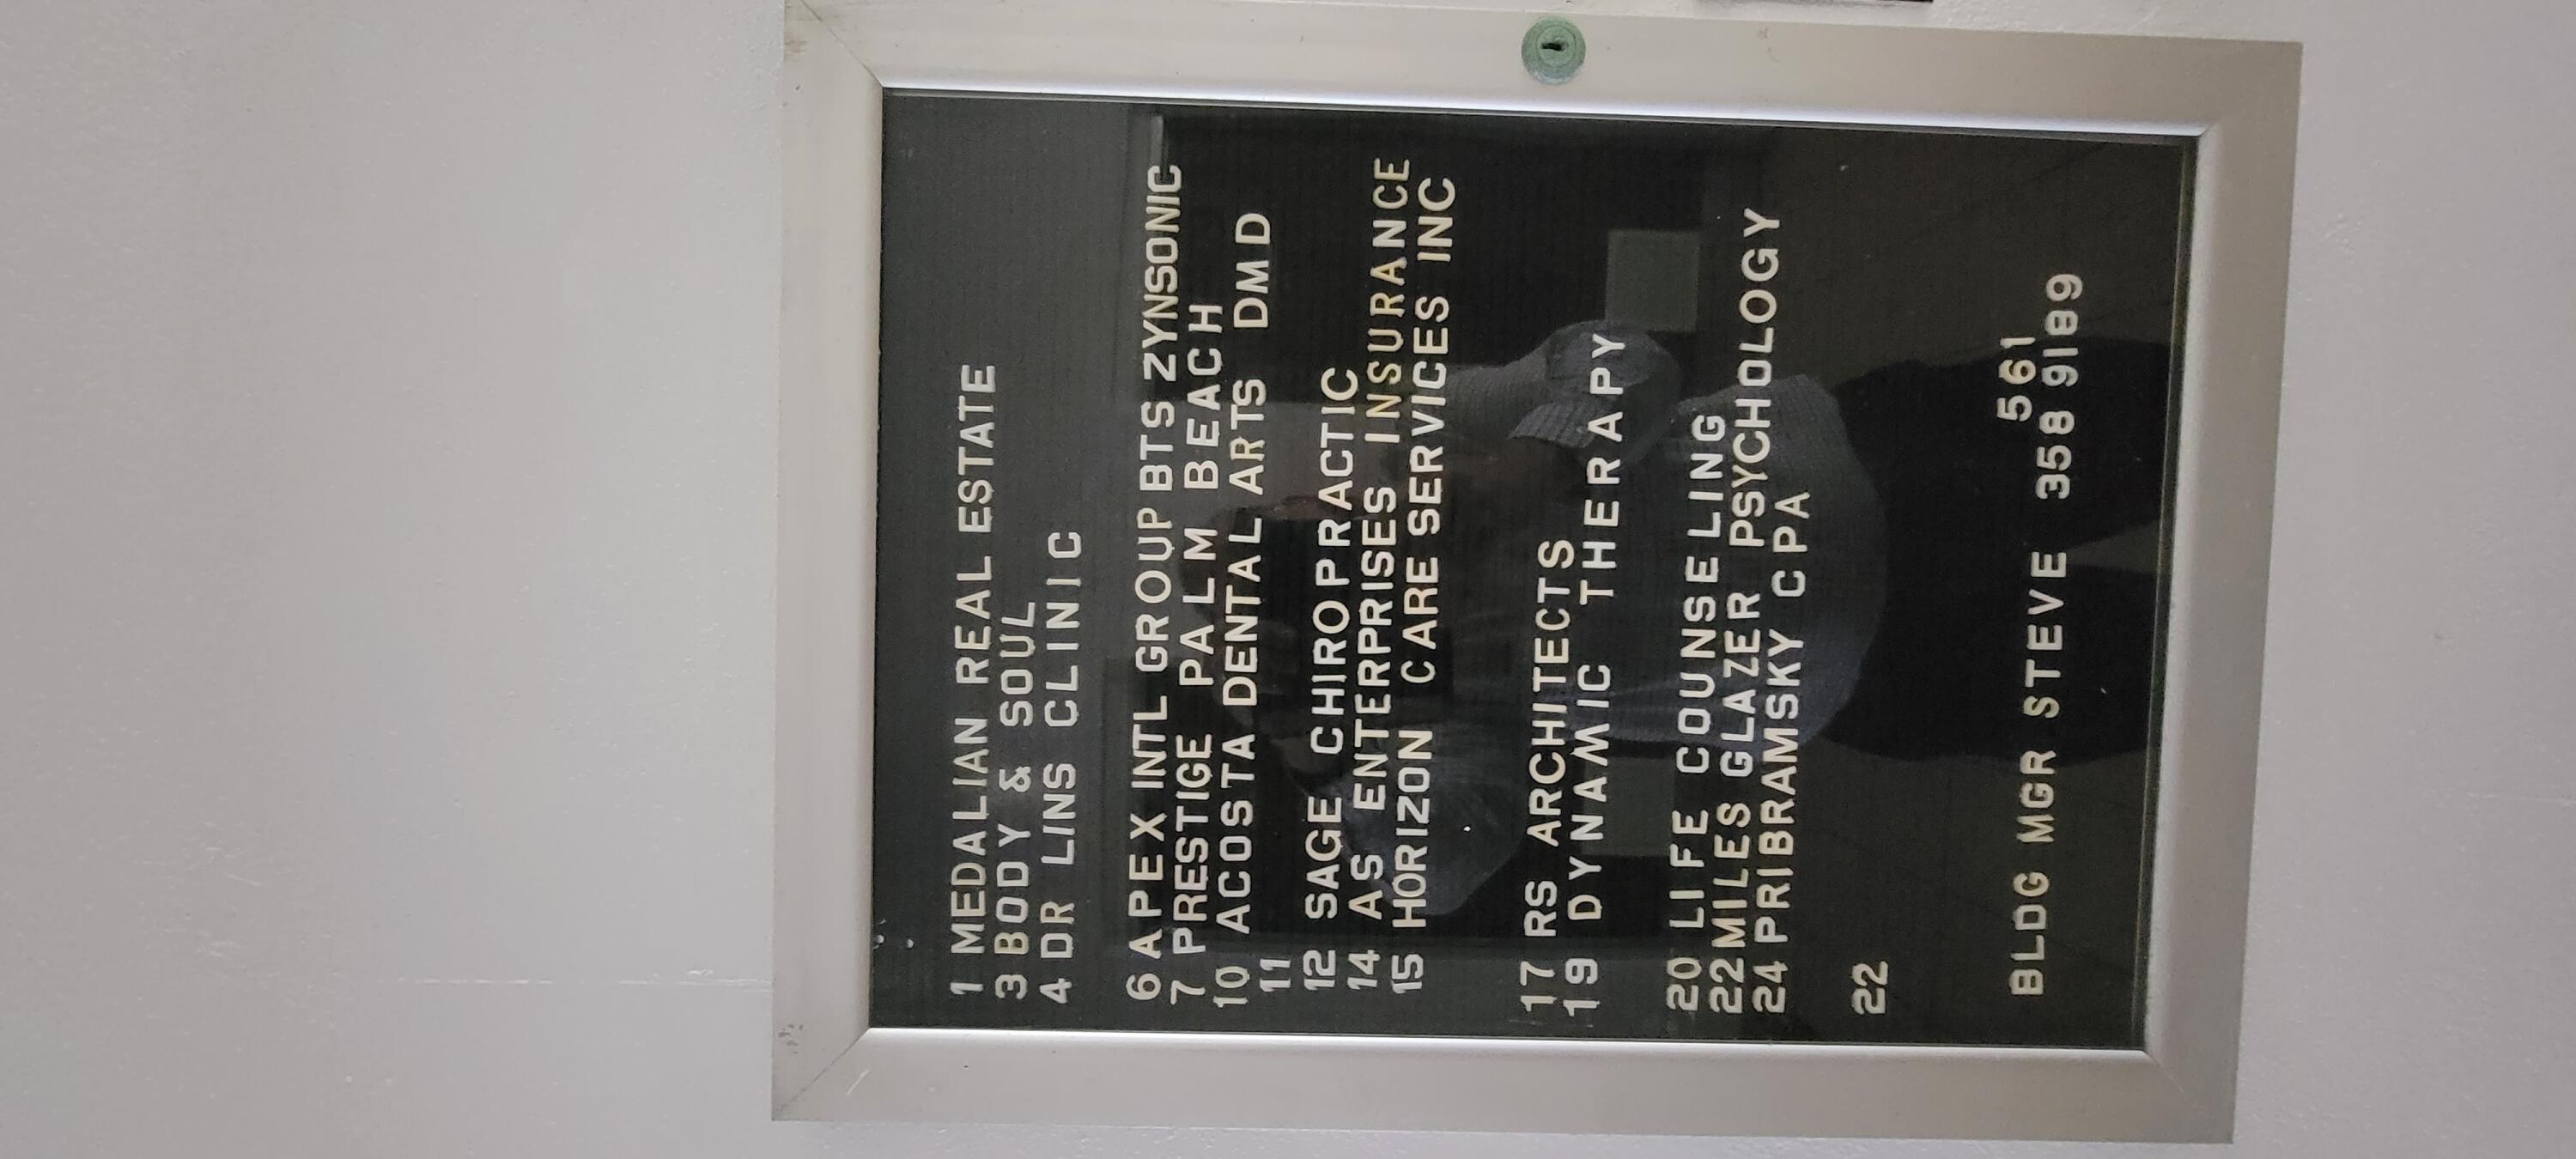 1 MEDALIAN REAL ESTATE
3 BODY & SOUL
4 DR LINS CLINIC
6 APEX INTL GROUP BTS ZYNSONIC
7 PRESTIGE PALM BEACH
10 ACOSTA DENTAL ARTS DMD
11
12 SAGE CHIROPRACTIC
14 AS ENTERPRISES INSURANCE
15 HORIZON CARE SERVICES INC
17 RS ARCHITECTS
19 DYNAMIC THERAPY
20 LIFE COUNSELING
22 MILES GLAZER PSYCHOLOGY
24 PRIBRAMSKY CPA
22
561
BLDG MGR STEVE 358 9189